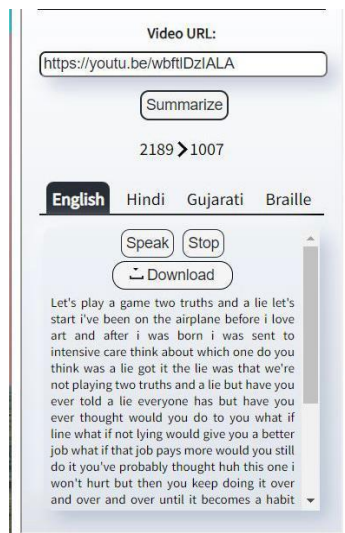 Video URL:
https://youtu.be/wbftlDzIALA
Summarize
2189 > 1007
English Hindi Gujarati Braille
Speak Stop
Download
Let's play a game two truths and a lie let's
start i've been on the airplane before i love
art and after i was born i was sent to
intensive care think about which one do you
think was a lie got it the lie was that we're
not playing two truths and a lie but have you
ever told a lie everyone has but have you
ever thought would you do to you what if
line what if not lying would give you a better
job what if that job pays more would you still
do it you've probably thought huh this one i
won't hurt but then you keep doing it over
and over and over until it becomes a habit